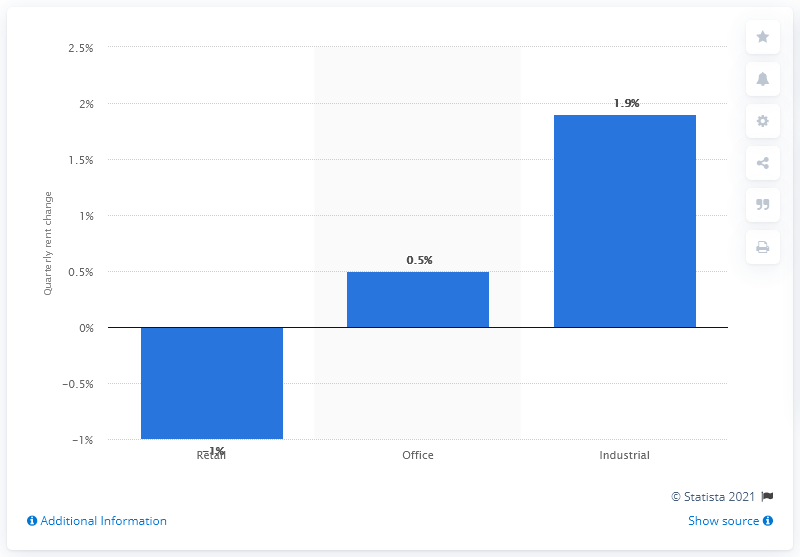 2.5%
2%
1.5%
1%
0.5%
0%
−0.5%
−1%
Quarterly rent change
−1%
0.5%
1.9%
Retail
Office
Industrial
© Statista 2021
Additional Information
Show source